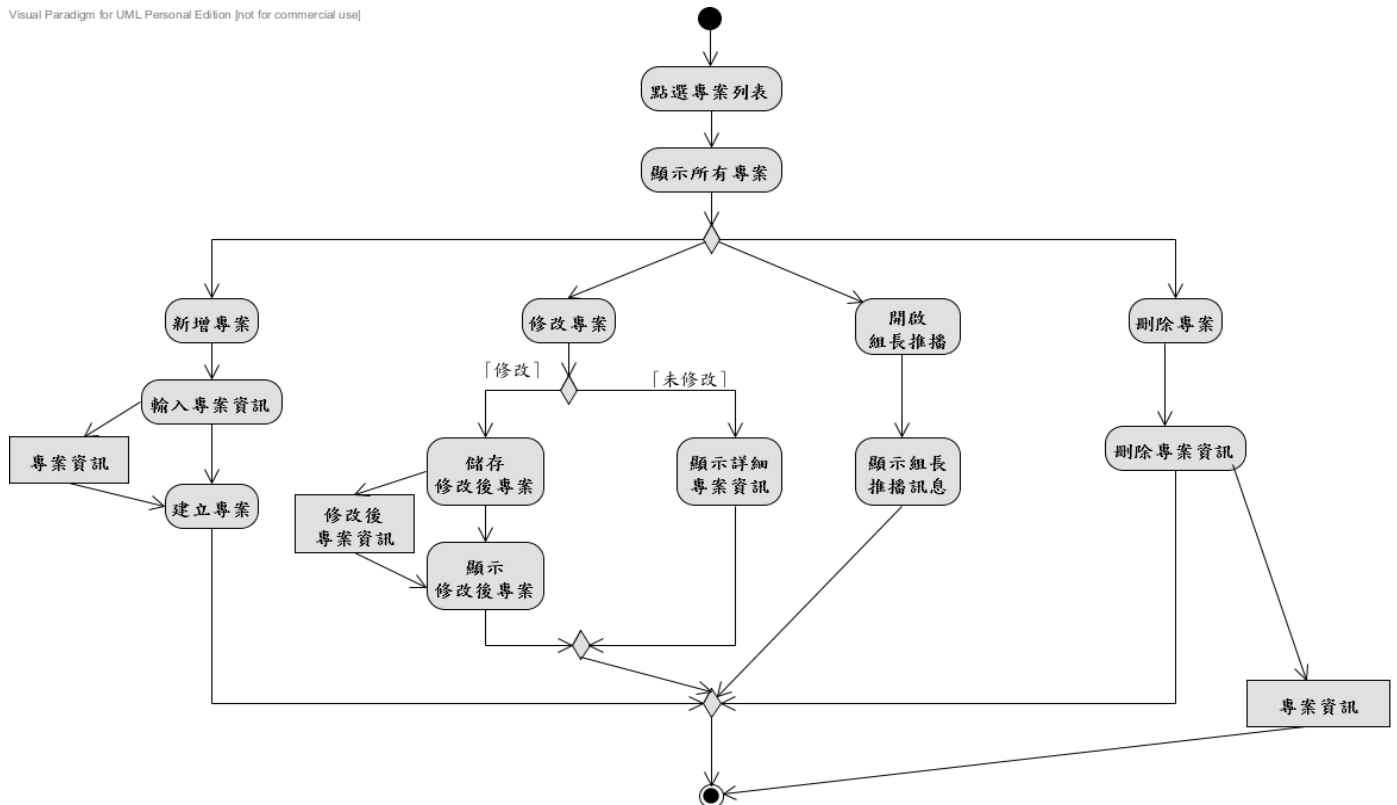 Visual Paradigm for UML Personal Edition [not for commercial use]
點選專案列表
顯示所有專案
新增專案
修改專案
開啟
組長推播
刪除專案
「修改」
「未修改」
輸入專案資訊
專案資訊
建立專案
儲存
修改後專案
顯示詳細
專案資訊
顯示組長
推播訊息
刪除專案資訊
修改後
專案資訊
顯示
修改後專案
專案資訊